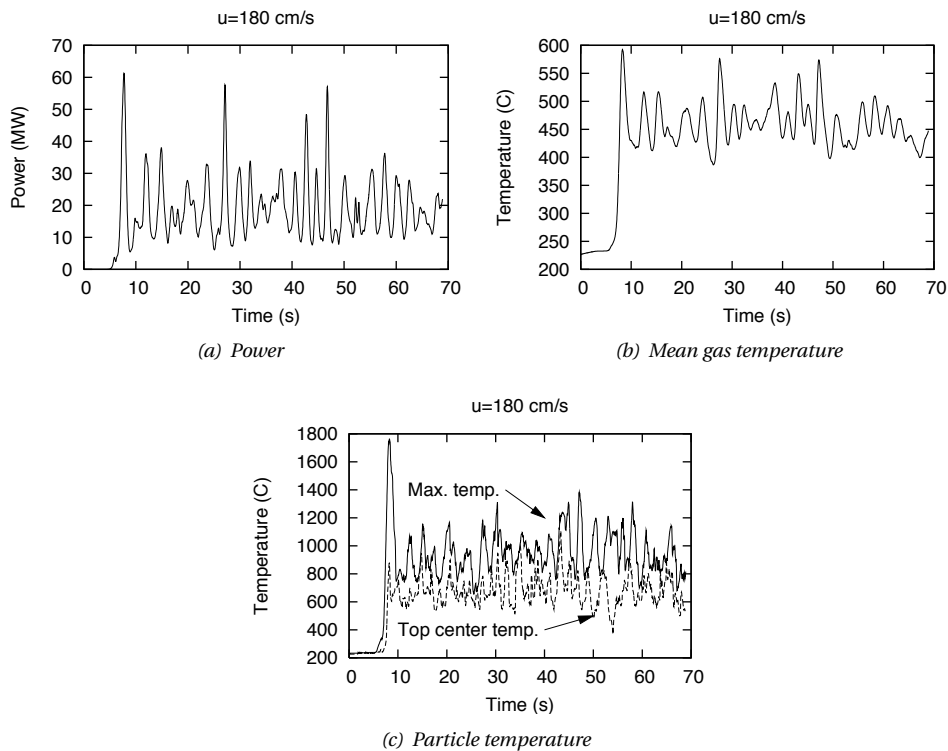 u=180 cm/s
70
60
50
40
30
20
10
0
Power (MW)
0 10 20 30 40 50 60 70
Time (s)
(a) Power
u=180 cm/s
600
550
500
450
400
350
300
250
200
Temperature (C)
0 10 20 30 40 50 60 70
Time (s)
(b) Mean gas temperature
u=180 cm/s
1800
1600
1400
1200
1000
800
600
400
200
Temperature (C)
Max. temp.
Top center temp.
0 10 20 30 40 50 60 70
Time (s)
(c) Particle temperature